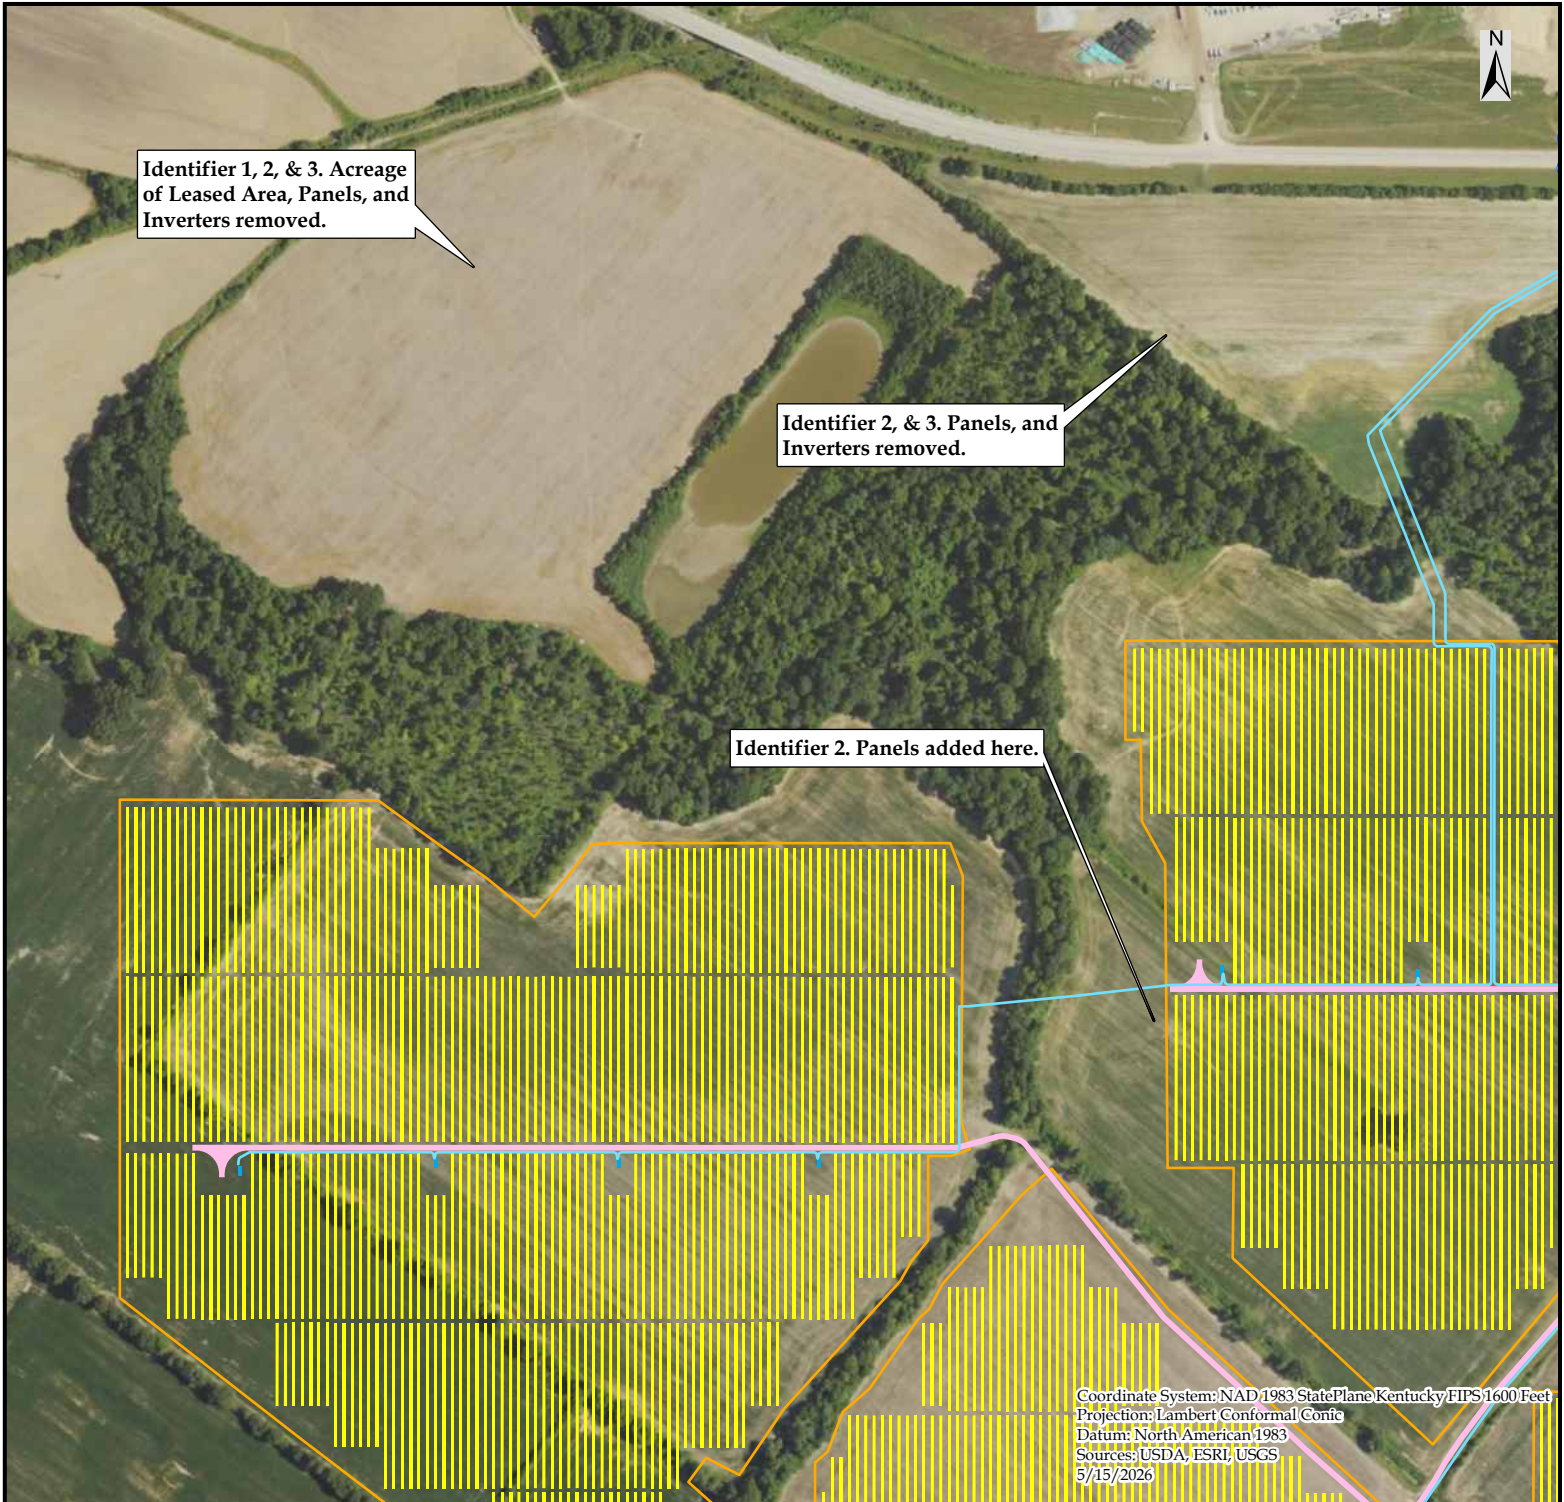 N
Identifier 1, 2, & 3. Acreage
of Leased Area, Panels, and
Inverters removed.
Identifier 2, & 3. Panels, and
Inverters removed.
Identifier 2. Panels added here.
Coordinate System: NAD 1983 StatePlane Kentucky FIPS 1600 Feet
Projection: Lambert Conformal Conic
Datum: North American 1983
Sources: USDA, ESRI, USGS
5/15/2026